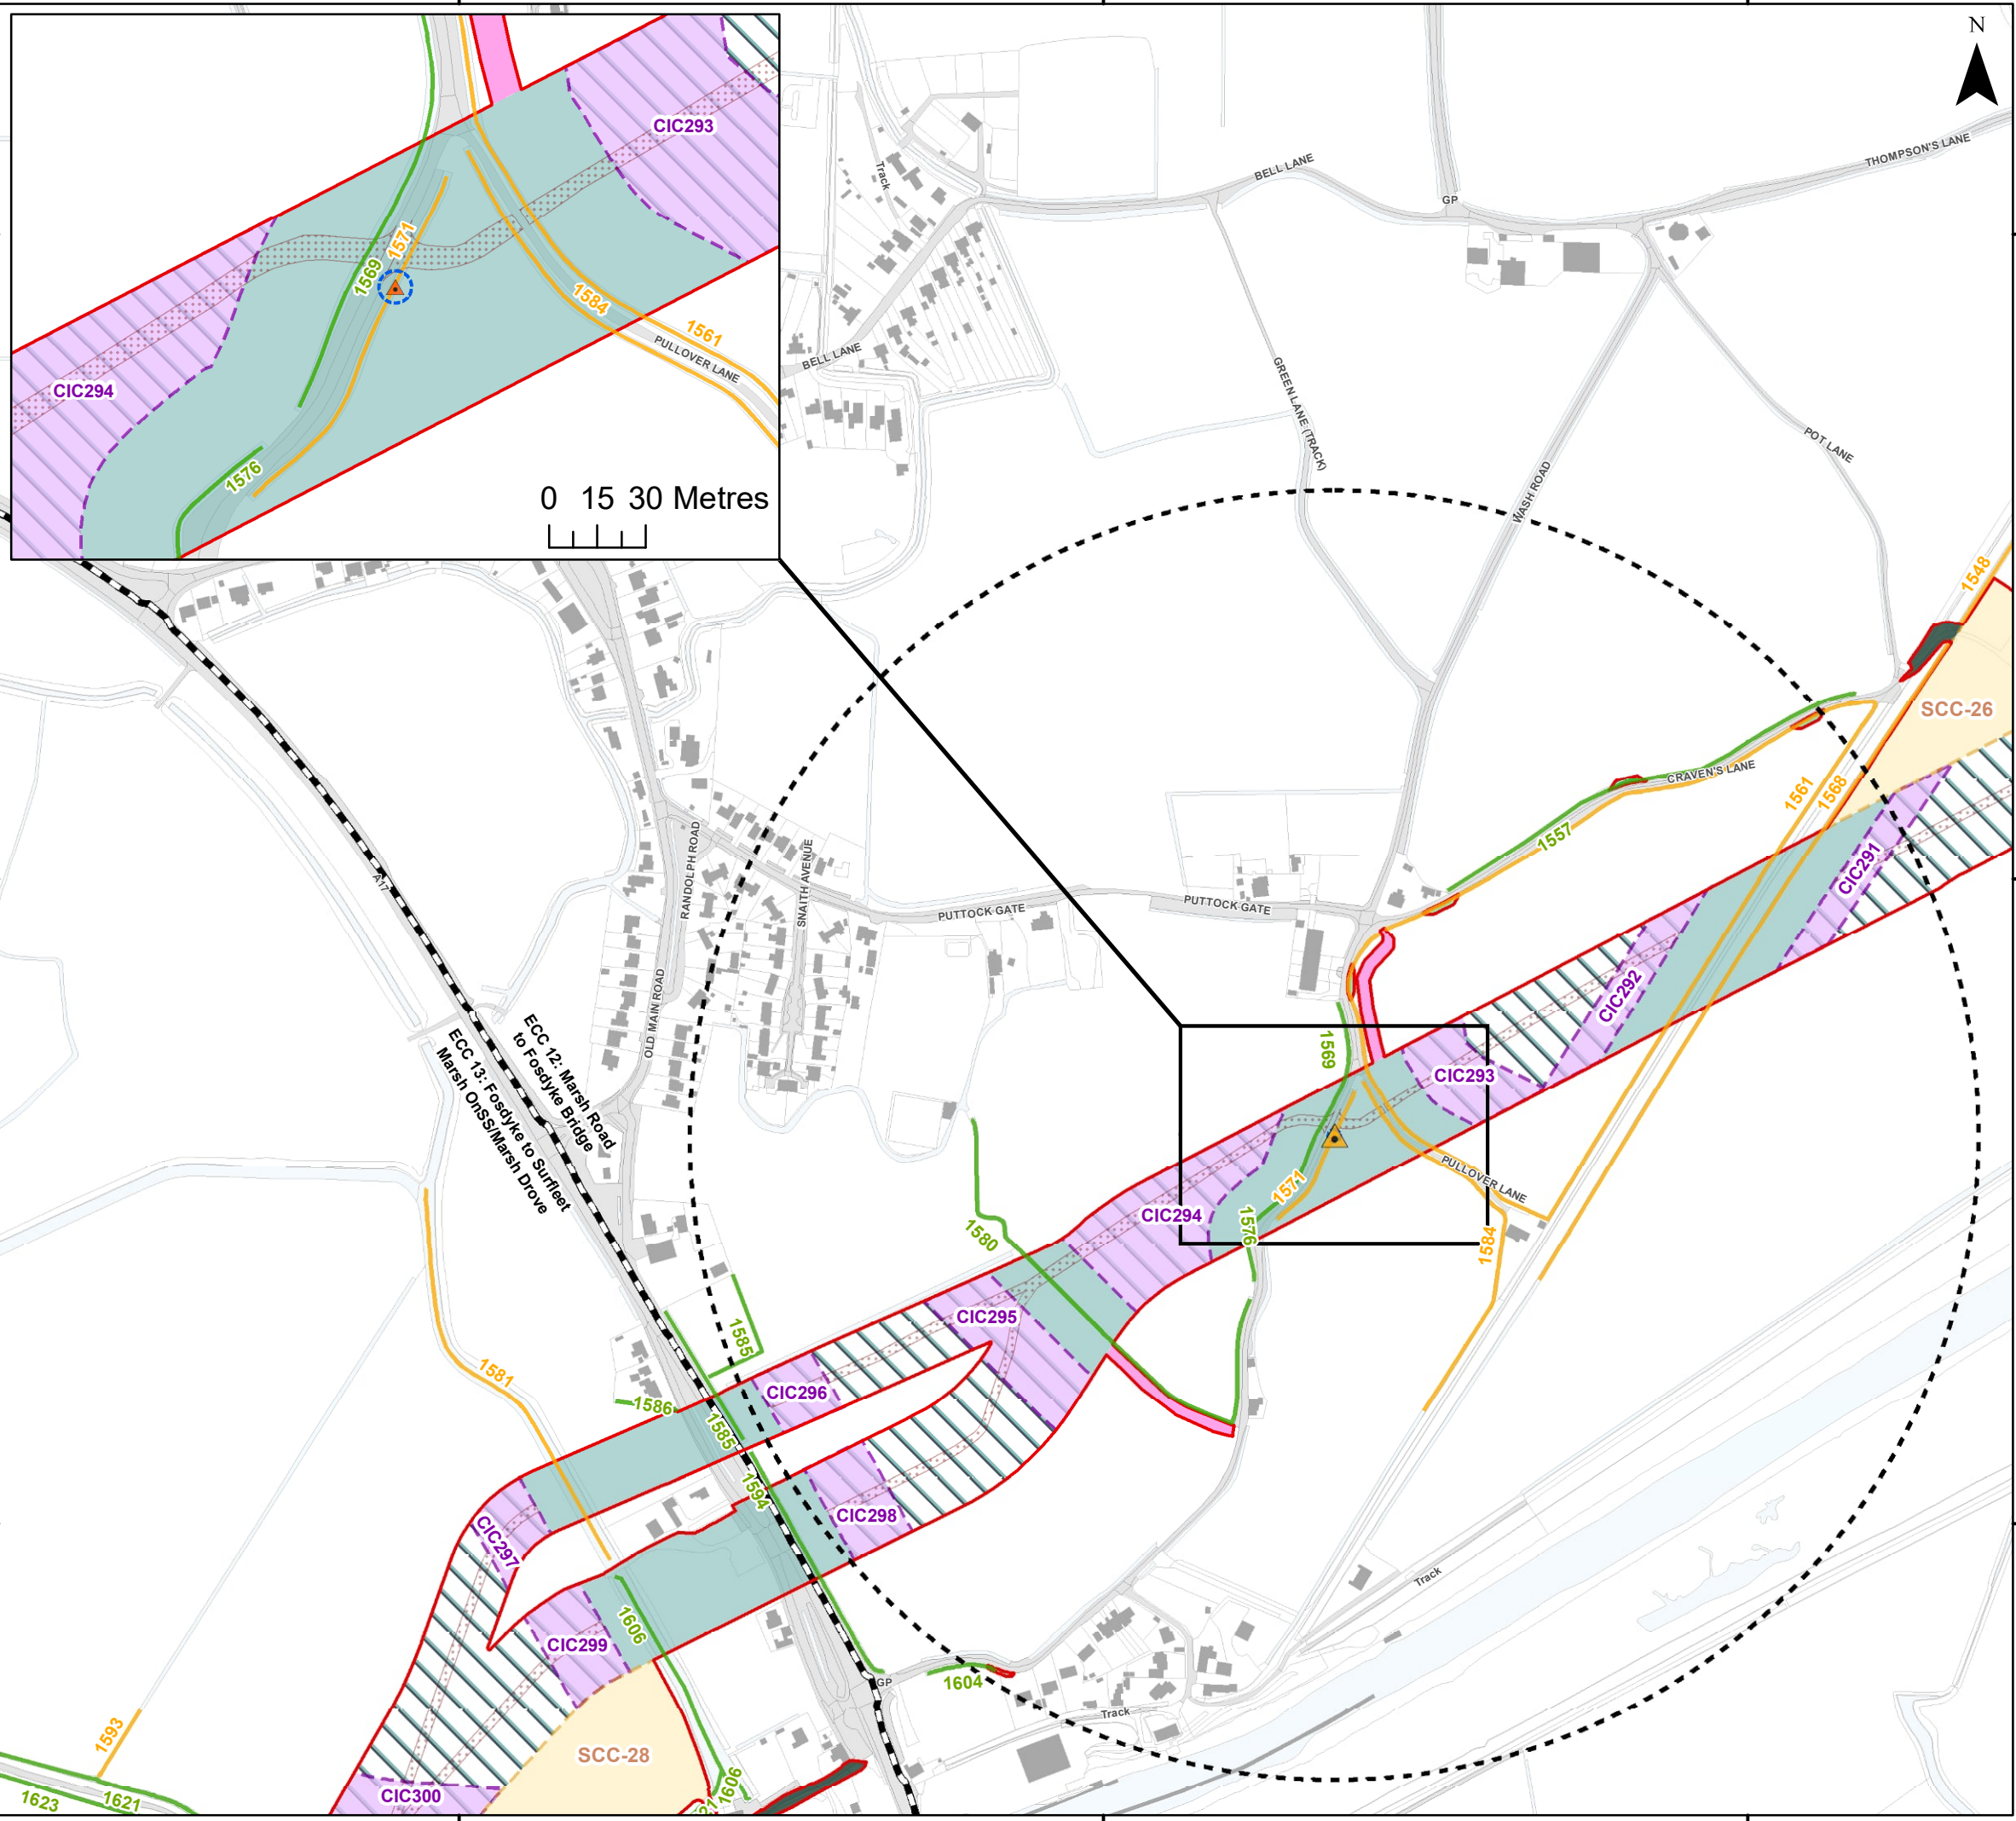 CIC293
1571
1569
1584
1561
PULLOVER LANE
CIC294
1576
0 15 30 Metres
N
Track
BELL LANE
THOMPSON'S LANE
GP
BELL LANE
GREEN LANE (TRACK)
WASH ROAD
POT LANE
1548
SCC-26
CRAVEN'S LANE
1561
1568
1557
CIC291
RANDOLPH ROAD
SNAITH AVENUE
PUTTOCK GATE
PUTTOCK GATE
A17
OLD MAIN ROAD
CIC292
ECC 12: Marsh Road
to Fosdyke Bridge
ECC 13: Fosdyke to Surfleet
Marsh OnSS/Marsh Drove
1569
CIC293
PULLOVER LANE
1571
CIC294
1576
1580
1584
CIC295
1585
1581
CIC296
1586
1585
1594
CIC298
CIC297
1606
CIC299
Track
GP
1604
Track
1593
SCC-28
1606
CIC300
1621
1623